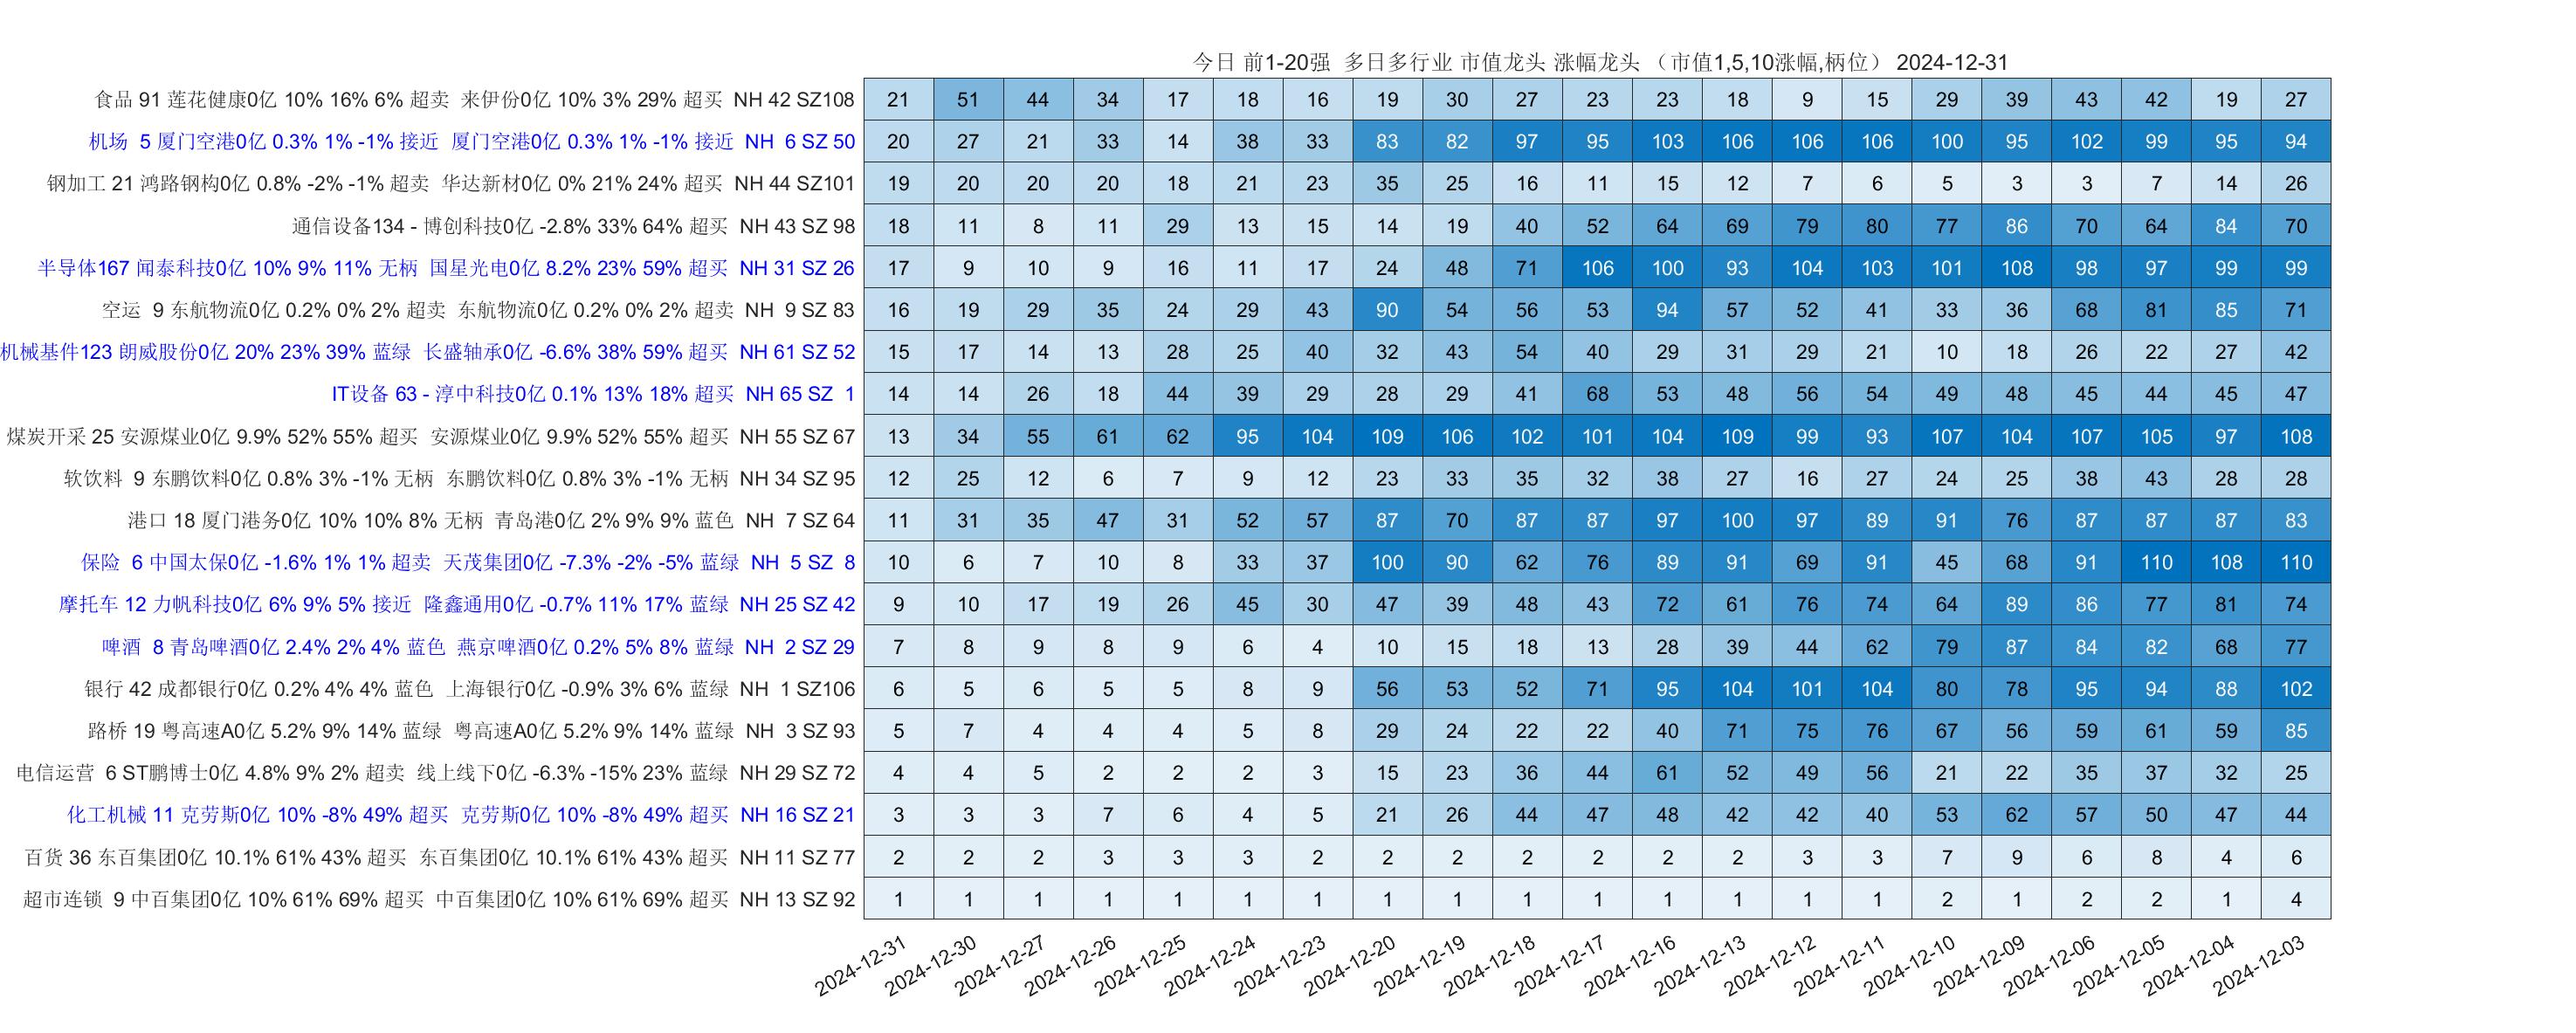 今日 前1-20强 多日多行业 市值龙头 涨幅龙头 （市值1,5,10涨幅,柄位） 2024-12-31
食品 91 莲花健康0亿 10% 16% 6% 超卖 来伊份0亿 10% 3% 29% 超买 NH 42 SZ108 21 51 44 34 17 18 16 19 30 27 23 23 18 9 15 29 39 43 42 19 27
机场 5 厦门空港0亿 0.3% 1% -1% 接近 厦门空港0亿 0.3% 1% -1% 接近 NH 6 SZ 50 20 27 21 33 14 38 33 83 82 97 95 103 106 106 106 100 95 102 99 95 94
钢加工 21 鸿路钢构0亿 0.8% -2% -1% 超卖 华达新材0亿 0% 21% 24% 超买 NH 44 SZ101 19 20 20 20 18 21 23 35 25 16 11 15 12 7 6 5 3 3 7 14 26
通信设备134 - 博创科技0亿 -2.8% 33% 64% 超买 NH 43 SZ 98 18 11 8 11 29 13 15 14 19 40 52 64 69 79 80 77 86 70 64 84 70
半导体167 闻泰科技0亿 10% 9% 11% 无柄 国星光电0亿 8.2% 23% 59% 超买 NH 31 SZ 26 17 9 10 9 16 11 17 24 48 71 106 100 93 104 103 101 108 98 97 99 99
空运 9 东航物流0亿 0.2% 0% 2% 超卖 东航物流0亿 0.2% 0% 2% 超卖 NH 9 SZ 83 16 19 29 35 24 29 43 90 54 56 53 94 57 52 41 33 36 68 81 85 71
机械基件123 朗威股份0亿 20% 23% 39% 蓝绿 长盛轴承0亿 -6.6% 38% 59% 超买 NH 61 SZ 52 15 17 14 13 28 25 40 32 43 54 40 29 31 29 21 10 18 26 22 27 42
IT设备 63 - 淳中科技0亿 0.1% 13% 18% 超买 NH 65 SZ 1 14 14 26 18 44 39 29 28 29 41 68 53 48 56 54 49 48 45 44 45 47
煤炭开采 25 安源煤业0亿 9.9% 52% 55% 超买 安源煤业0亿 9.9% 52% 55% 超买 NH 55 SZ 67 13 34 55 61 62 95 104 109 106 102 101 104 109 99 93 107 104 107 105 97 108
软饮料 9 东鹏饮料0亿 0.8% 3% -1% 无柄 东鹏饮料0亿 0.8% 3% -1% 无柄 NH 34 SZ 95 12 25 12 6 7 9 12 23 33 35 32 38 27 16 27 24 25 38 43 28 28
港口 18 厦门港务0亿 10% 10% 8% 无柄 青岛港0亿 2% 9% 9% 蓝色 NH 7 SZ 64 11 31 35 47 31 52 57 87 70 87 87 97 100 97 89 91 76 87 87 87 83
保险 6 中国太保0亿 -1.6% 1% 1% 超卖 天茂集团0亿 -7.3% -2% -5% 蓝绿 NH 5 SZ 8 10 6 7 10 8 33 37 100 90 62 76 89 91 69 91 45 68 91 110 108 110
摩托车 12 力帆科技0亿 6% 9% 5% 接近 隆鑫通用0亿 -0.7% 11% 17% 蓝绿 NH 25 SZ 42 9 10 17 19 26 45 30 47 39 48 43 72 61 76 74 64 89 86 77 81 74
啤酒 8 青岛啤酒0亿 2.4% 2% 4% 蓝色 燕京啤酒0亿 0.2% 5% 8% 蓝绿 NH 2 SZ 29 7 8 9 8 9 6 4 10 15 18 13 28 39 44 62 79 87 84 82 68 77
银行 42 成都银行0亿 0.2% 4% 4% 蓝色 上海银行0亿 -0.9% 3% 6% 蓝绿 NH 1 SZ106 6 5 6 5 5 8 9 56 53 52 71 95 104 101 104 80 78 95 94 88 102
路桥 19 粤高速A0亿 5.2% 9% 14% 蓝绿 粤高速A0亿 5.2% 9% 14% 蓝绿 NH 3 SZ 93 5 7 4 4 4 5 8 29 24 22 22 40 71 75 76 67 56 59 61 59 85
电信运营 6 ST鹏博士0亿 4.8% 9% 2% 超卖 线上线下0亿 -6.3% -15% 23% 蓝绿 NH 29 SZ 72 4 4 5 2 2 2 3 15 23 36 44 61 52 49 56 21 22 35 37 32 25
化工机械 11 克劳斯0亿 10% -8% 49% 超买 克劳斯0亿 10% -8% 49% 超买 NH 16 SZ 21 3 3 3 7 6 4 5 21 26 44 47 48 42 42 40 53 62 57 50 47 44
百货 36 东百集团0亿 10.1% 61% 43% 超买 东百集团0亿 10.1% 61% 43% 超买 NH 11 SZ 77 2 2 2 3 3 3 2 2 2 2 2 2 2 3 3 7 9 6 8 4 6
超市连锁 9 中百集团0亿 10% 61% 69% 超买 中百集团0亿 10% 61% 69% 超买 NH 13 SZ 92 1 1 1 1 1 1 1 1 1 1 1 1 1 1 1 2 1 2 2 1 4
2024-12-31 2024-12-30 2024-12-27 2024-12-26 2024-12-25 2024-12-24 2024-12-23 2024-12-20 2024-12-19 2024-12-18 2024-12-17 2024-12-16 2024-12-13 2024-12-12 2024-12-11 2024-12-10 2024-12-09 2024-12-06 2024-12-05 2024-12-04 2024-12-03